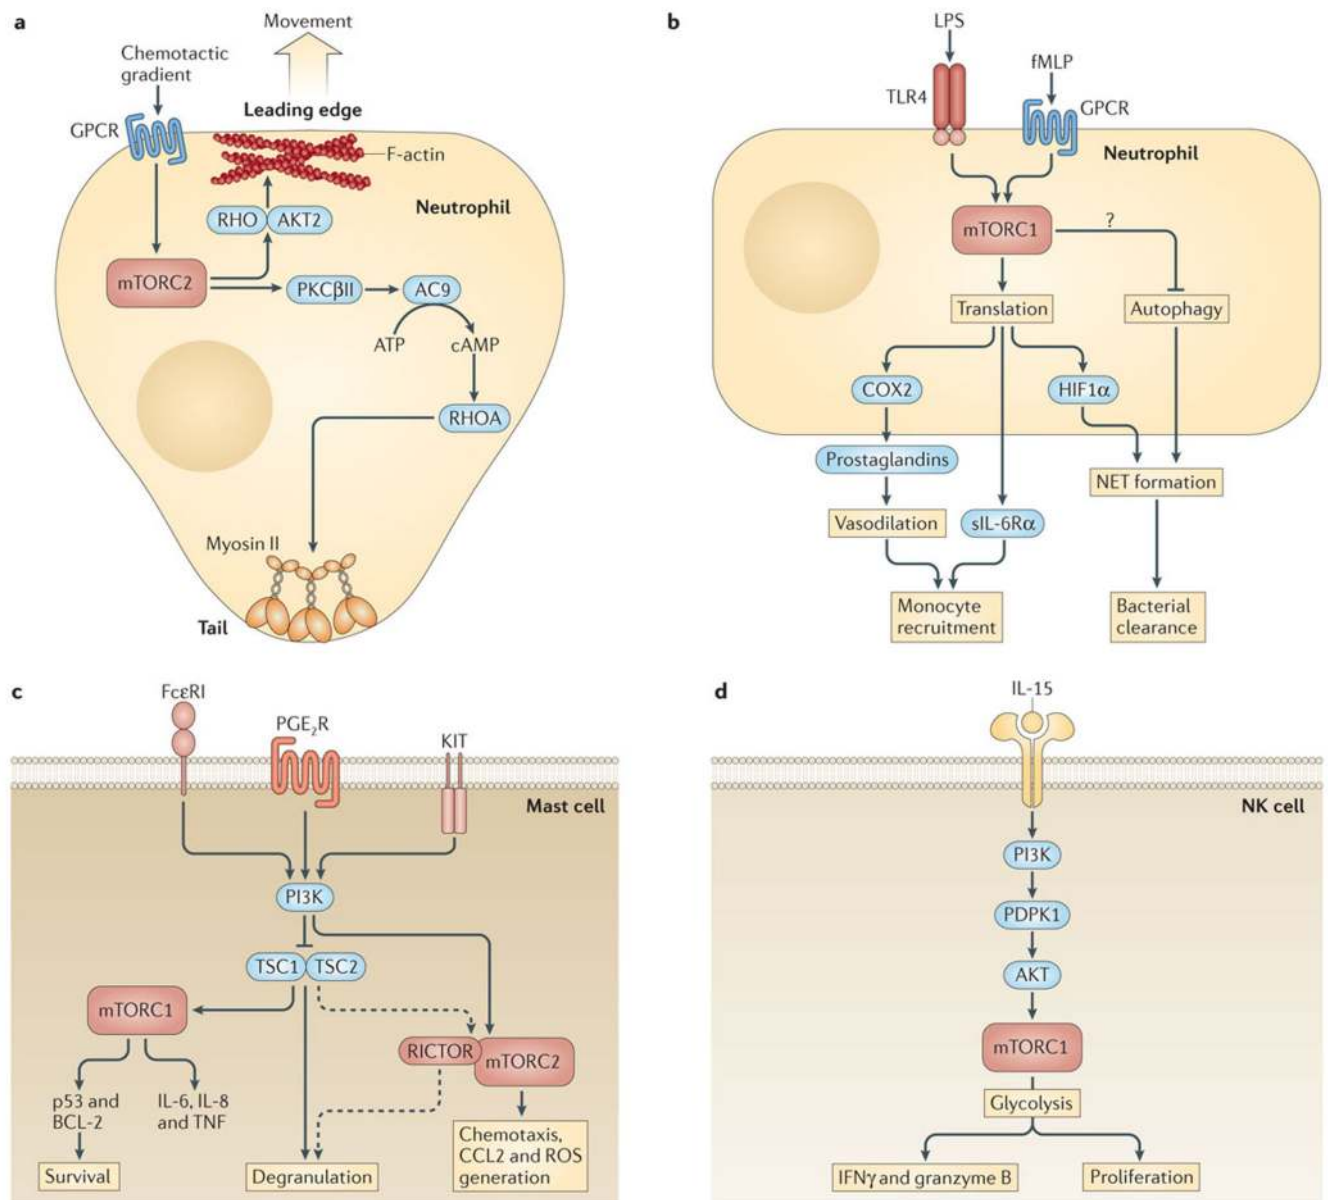 a
Movement
Chemotactic
gradient
Leading edge
GPCR
F-actin
RHO AKT2
Neutrophil
mTORC2
PKCβII
AC9
ATP
cAMP
RHOA
Myosin II
Tail
b
LPS
fMLP
TLR4
GPCR
Neutrophil
mTORC1
?
Translation
Autophagy
COX2
HIF1α
Prostaglandins
NET formation
Vasodilation
sIL-6Rα
Monocyte
recruitment
Bacterial
clearance
c
FcεRI
PGE₂R
KIT
Mast cell
PI3K
TSC1 TSC2
mTORC1
RICTOR
mTORC2
p53 and
BCL-2
IL-6, IL-8
and TNF
Chemotaxis,
CCL2 and ROS
generation
Survival
Degranulation
d
IL-15
NK cell
PI3K
PDPK1
AKT
mTORC1
Glycolysis
IFNγ and granzyme B
Proliferation